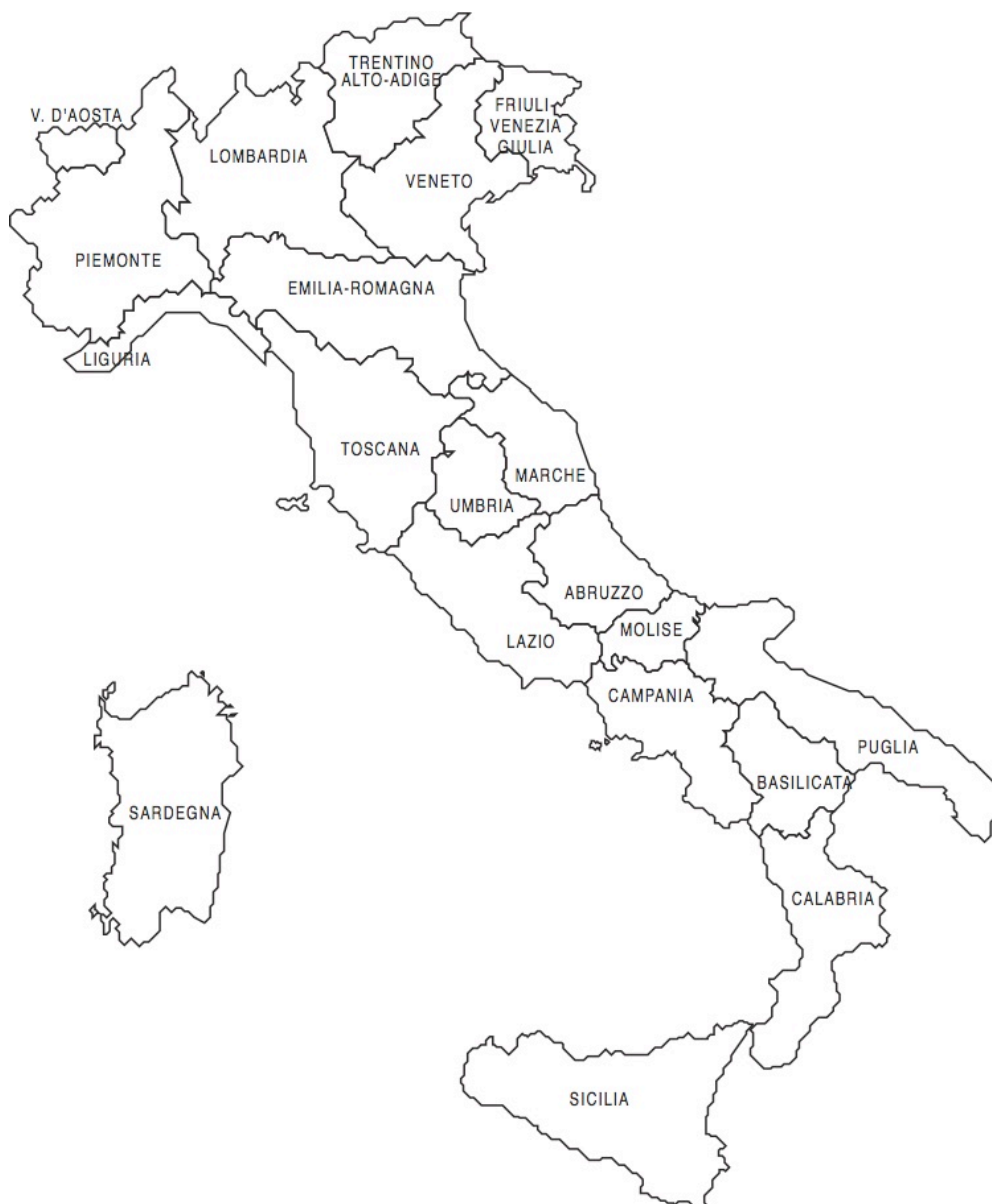 TRENTINO
ALTO-ADIGE
FRIULI
VENEZIA
GIULIA
V. D'AOSTA
LOMBARDIA
VENETO
PIEMONTE
EMILIA-ROMAGNA
LIGURIA
TOSCANA
MARCHE
UMBRIA
ABRUZZO
MOLISE
LAZIO
CAMPANIA
PUGLIA
BASILICATA
SARDEGNA
CALABRIA
SICILIA